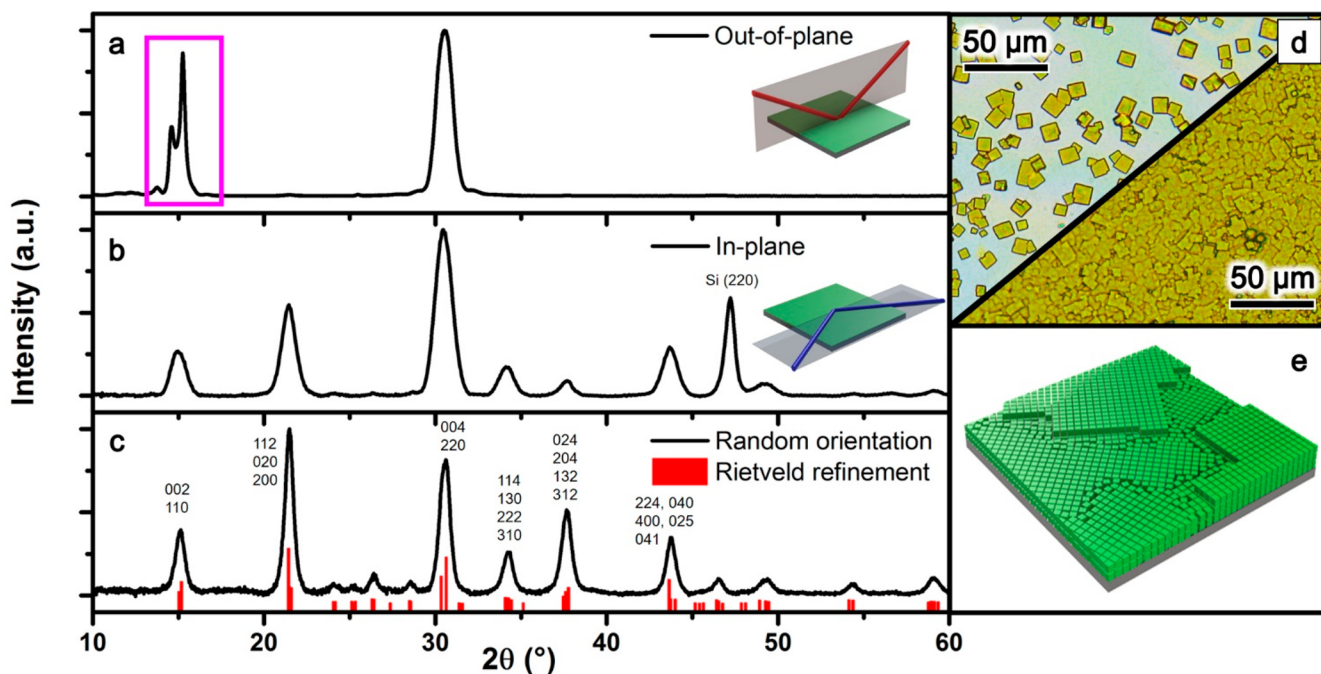 a
Out-of-plane
b
In-plane
Si (220)
c
Random orientation
Rietveld refinement
002
110
112
020
200
004
220
114
130
222
310
024
204
132
312
224, 040
400, 025
041
10 20 30 40 50 60
2θ (°)
Intensity (a.u.)
50 µm
d
50 µm
e